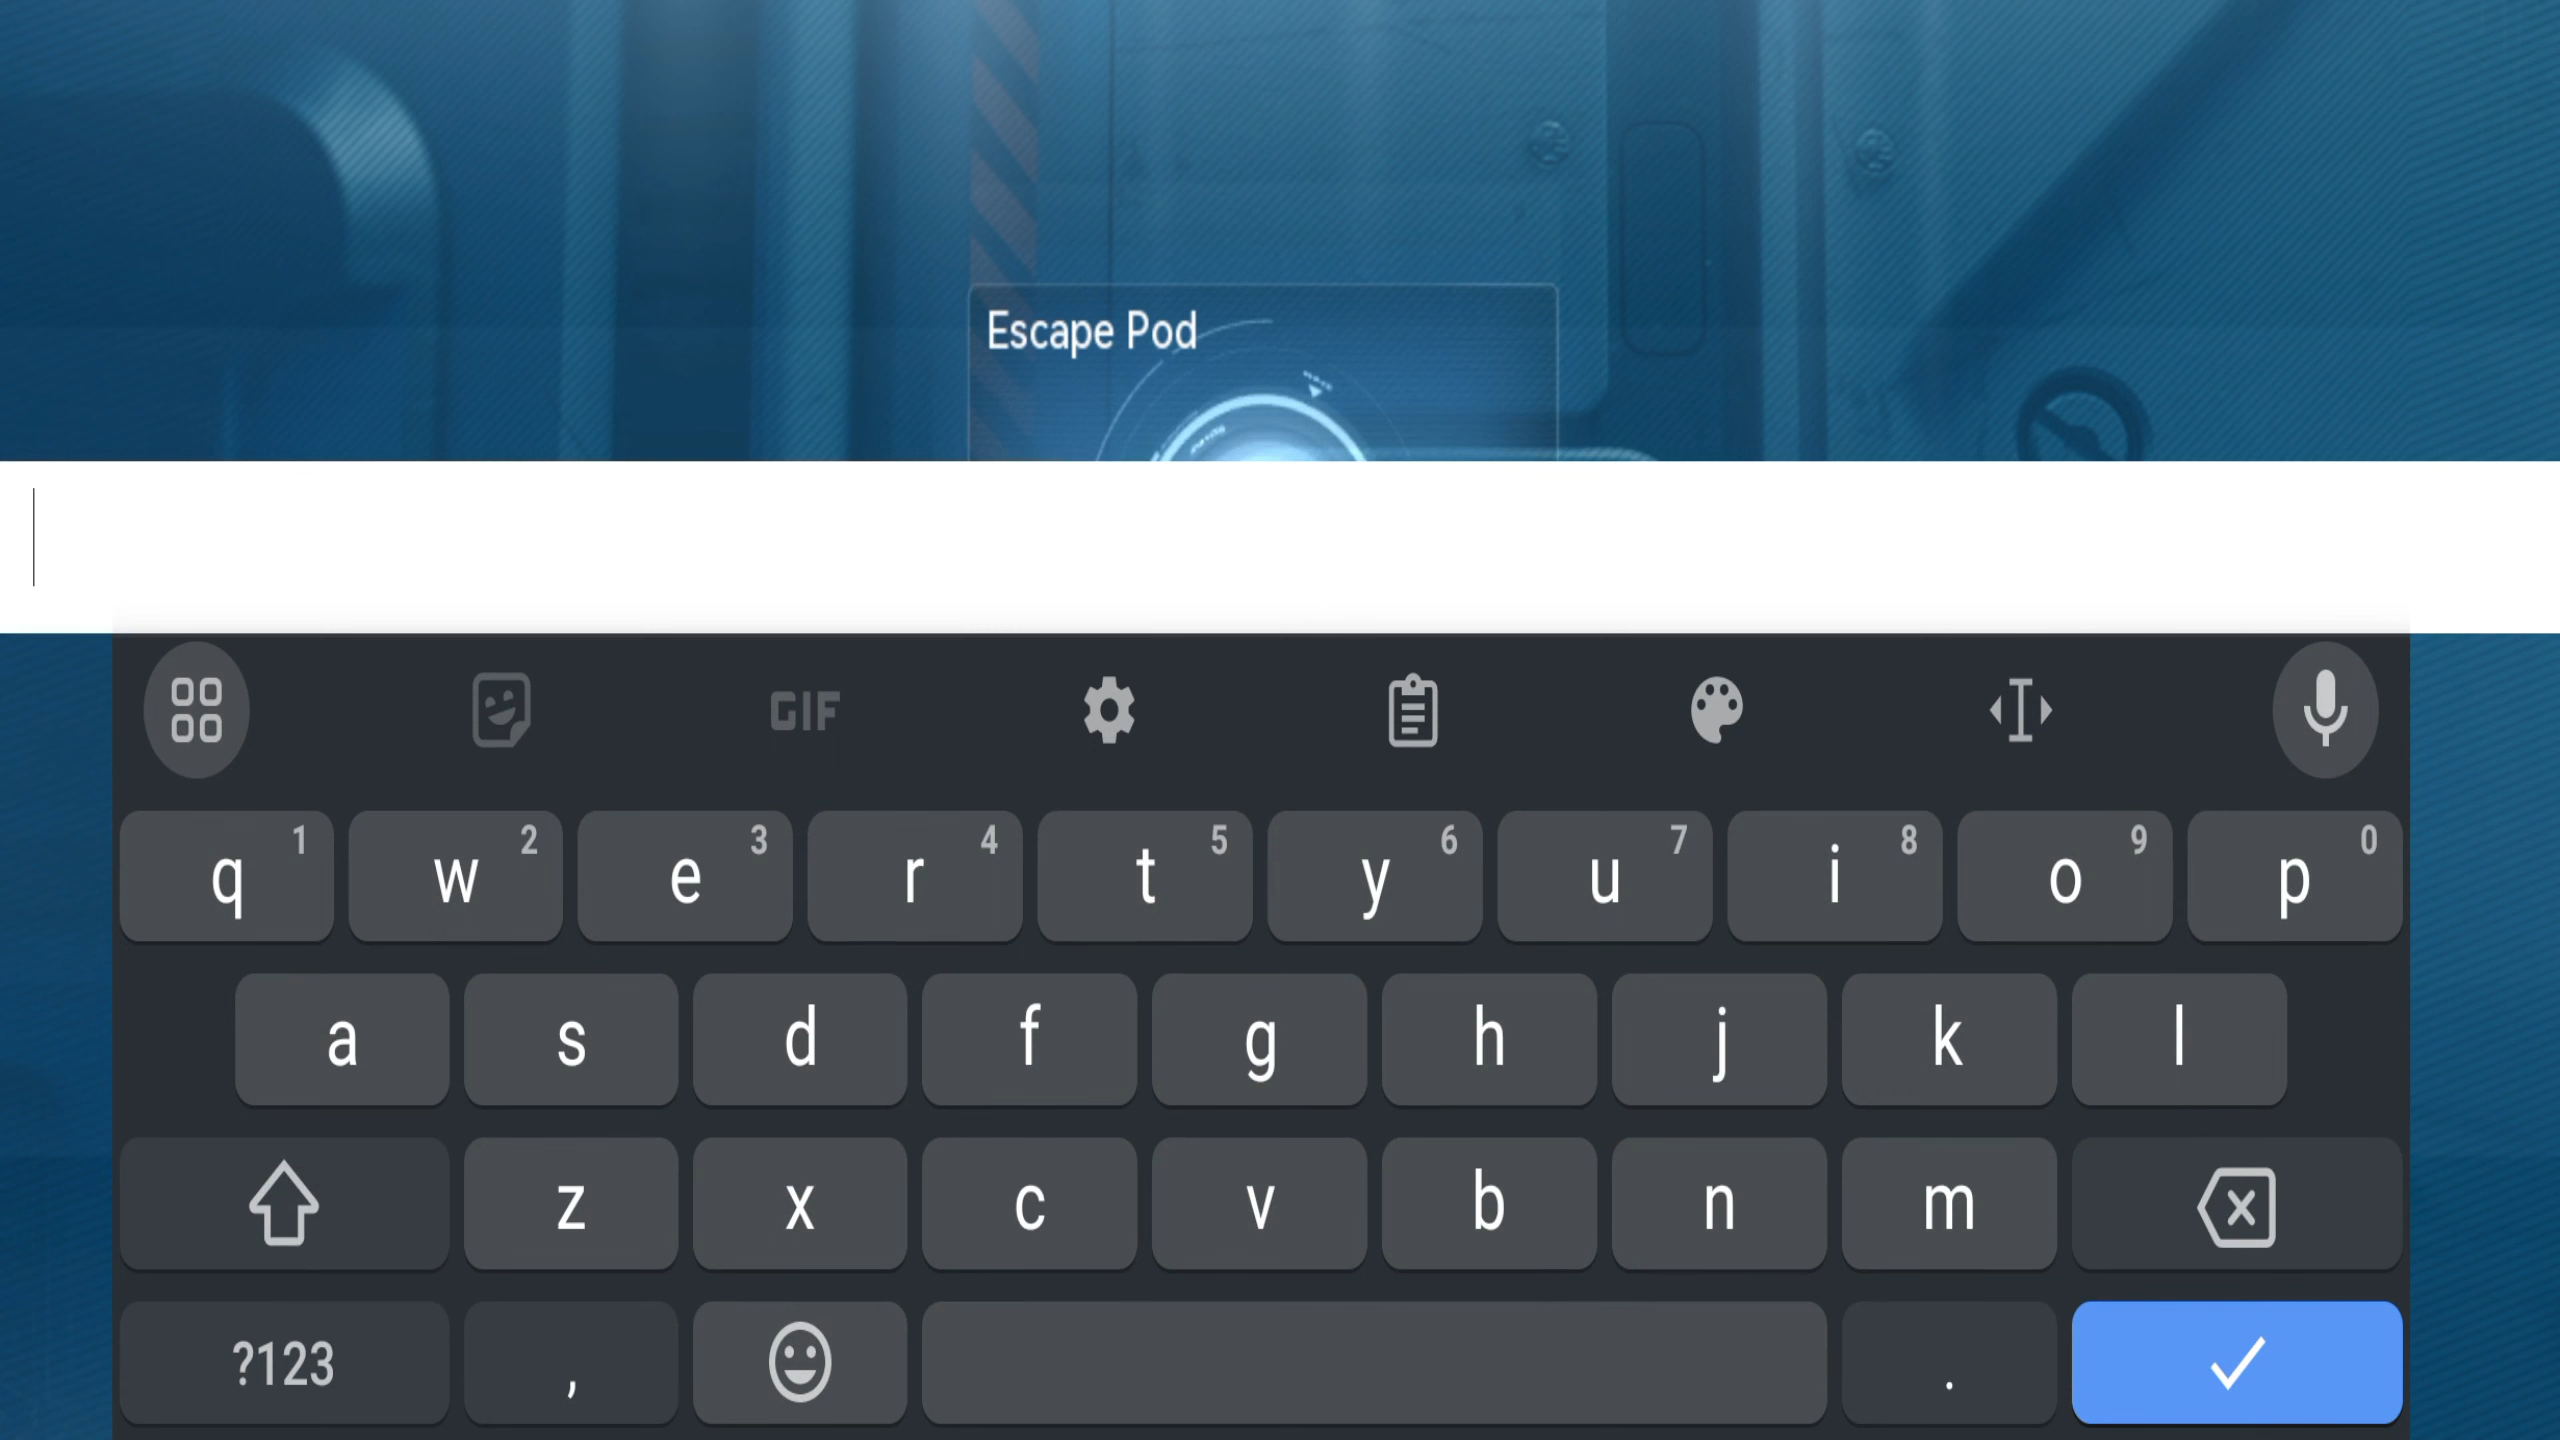 Escape Pod
GIF
q 1 w 2 e 3 r 4 t 5 y 6 u 7 i 8 o 9 p 0
a s d f g h j k l
z x c v b n m
?123 , .